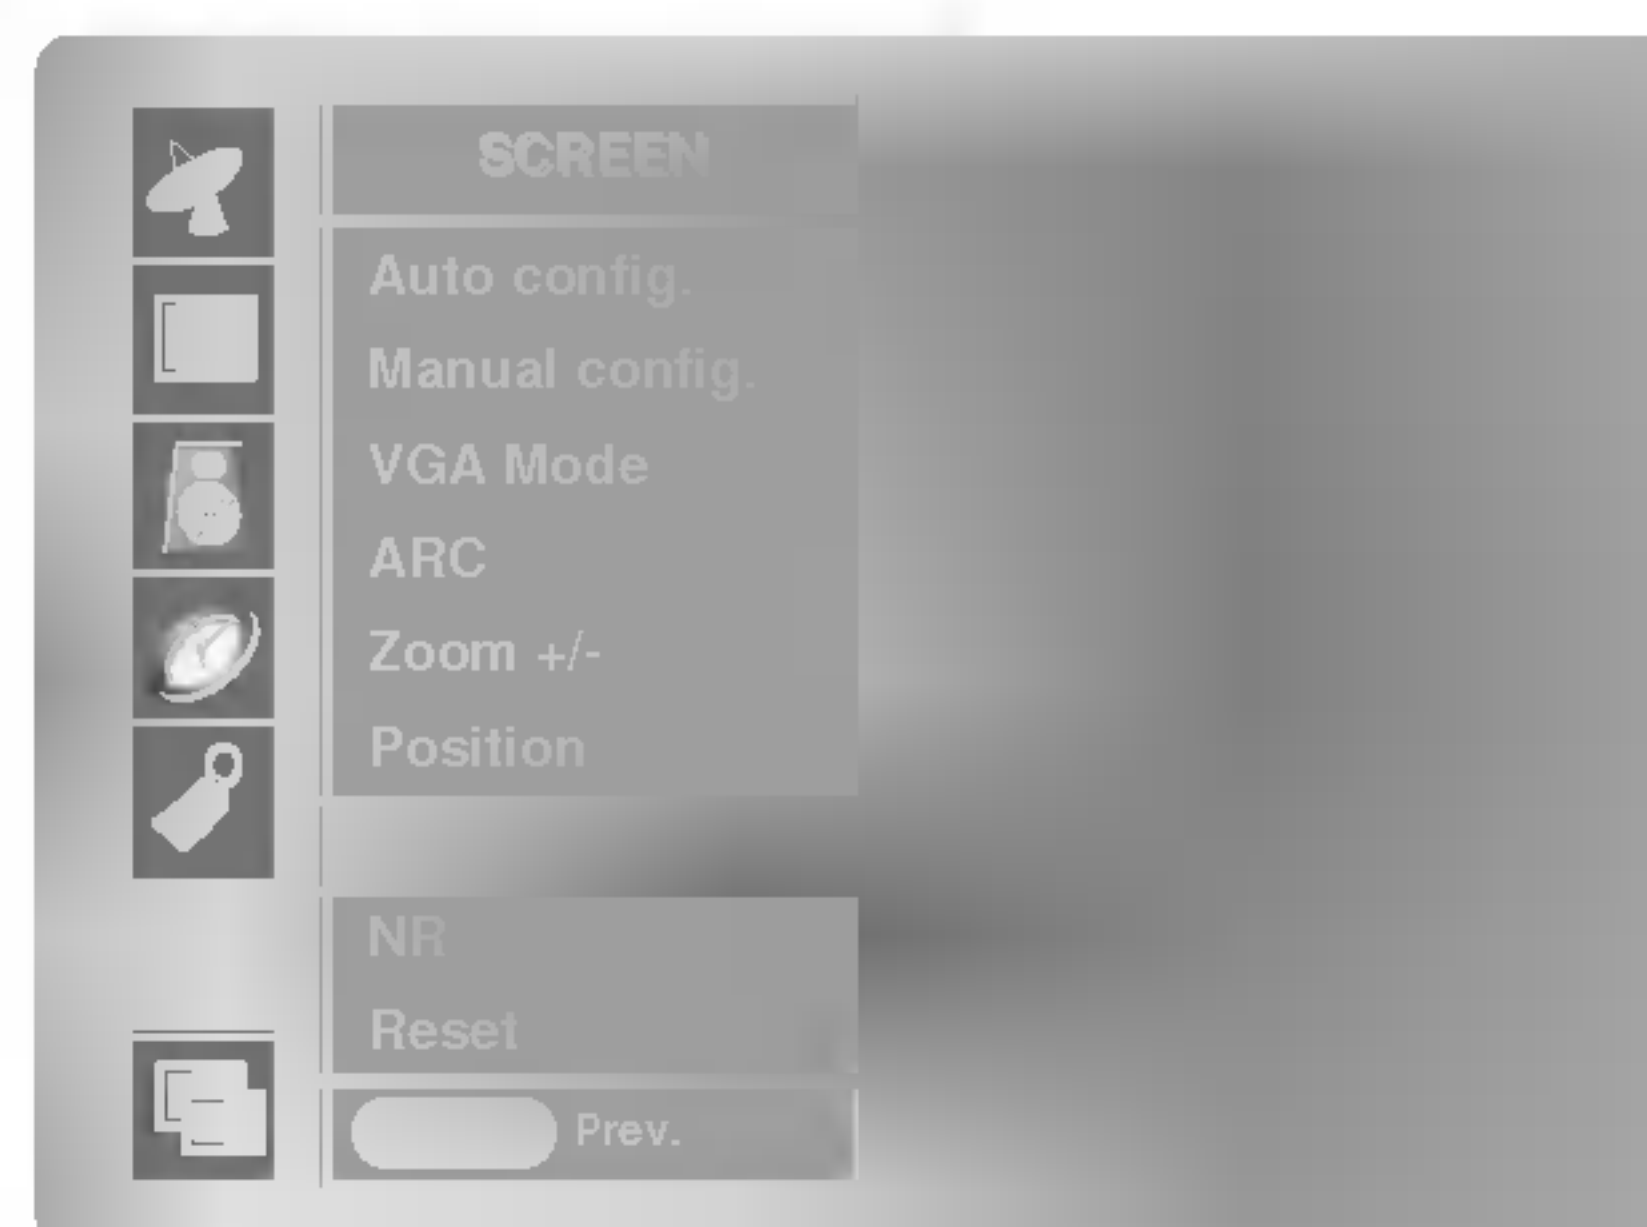 SCREEN
Auto config.
Manual config.
VGA Mode
ARC
Zoom +/-
Position
NR
Reset
Prev.